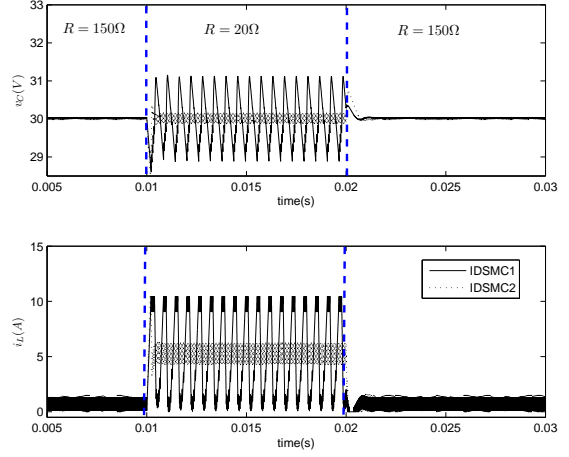 R = 150Ω R = 20Ω R = 150Ω
33
32
31
30
29
v_C(V)
0.005 0.01 0.015 0.02 0.025 0.03
time(s)
15
10
5
0
i_L(A)
IDSMC1
IDSMC2
0.005 0.01 0.015 0.02 0.025 0.03
time(s)